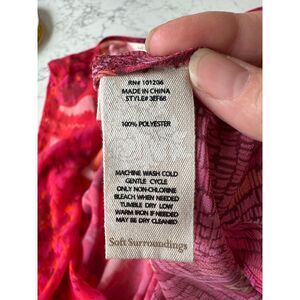 RN# 101206
MADE IN CHINA
STYLE# 3EF68
100% POLYESTER
MACHINE WASH COLD
GENTLE CYCLE
ONLY NON-CHLORINE
BLEACH WHEN NEEDED
TUMBLE DRY LOW
WARM IRON IF NEEDED
MAY BE DRY CLEANED
Soft Surroundings